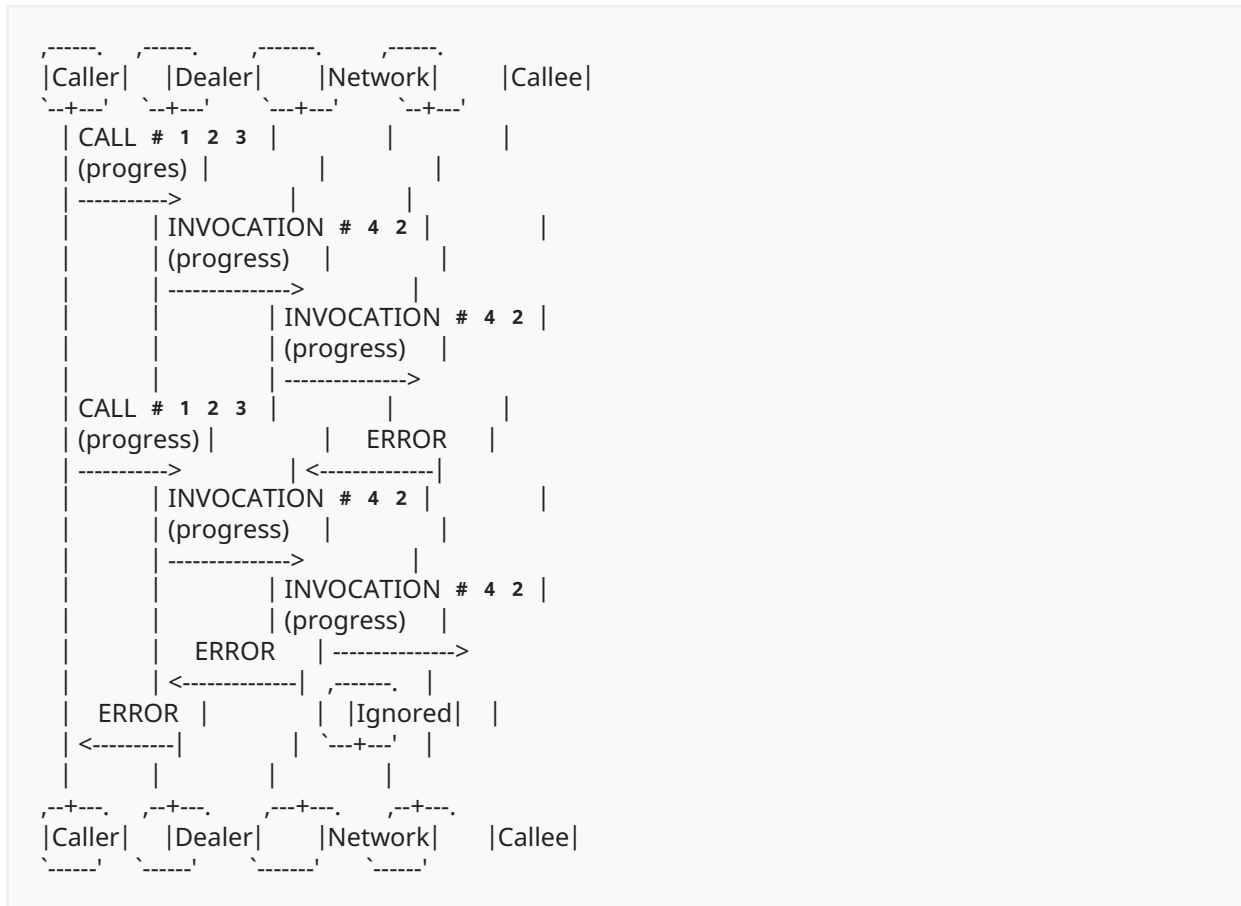 ,------.     ,------.        ,-------.         ,------.
|Caller|     |Dealer|        |Network|         |Callee|
`--+---'     `--+---'        `---+---'         `--+---'
| CALL # 1 2 3 | | |
| (progres) | | |
| -----------> | |
| | INVOCATION # 4 2 | |
| | (progress) | |
| | ---------------> |
| | | INVOCATION # 4 2 |
| | | (progress) |
| | | --------------->
| CALL # 1 2 3 | | |
| (progress) | | ERROR |
| -----------> | <--------------|
| | INVOCATION # 4 2 | |
| | (progress) | |
| | ---------------> |
| | | INVOCATION # 4 2 |
| | | (progress) |
| | ERROR | --------------->
| | <--------------| ,-------. |
| ERROR | | |Ignored| |
| <----------| | `---+---' |
| | | |
,--+---.     ,--+---.        ,---+---.        ,--+---.
|Caller|     |Dealer|        |Network|        |Callee|
`------'     `------'        `-------'        `------'